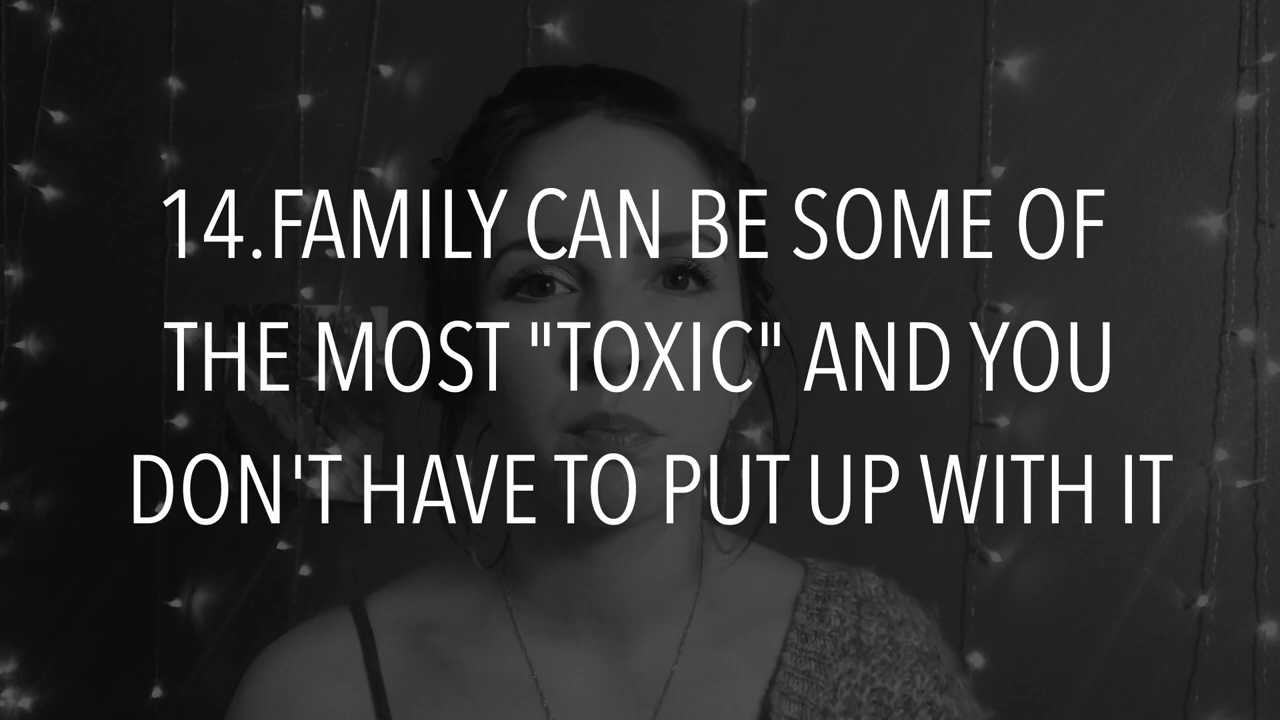 14.FAMILY CAN BE SOME OF
THE MOST "TOXIC" AND YOU
DON'T HAVE TO PUT UP WITH IT